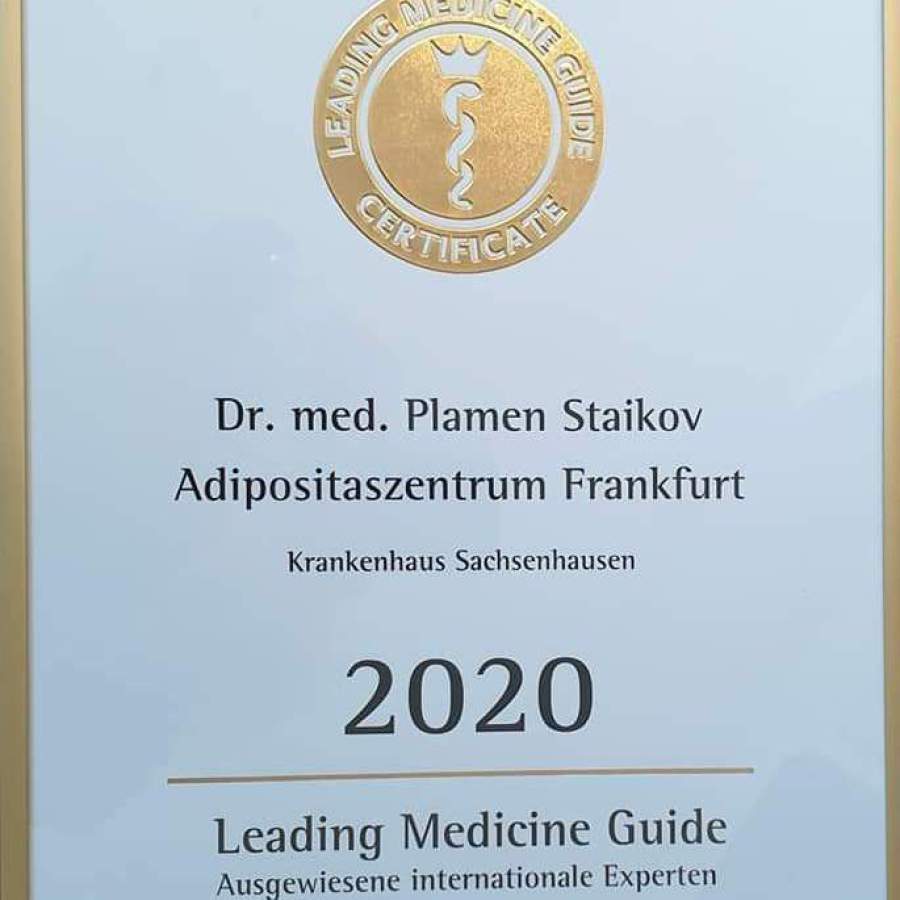 LEADING MEDICINE GUIDE
CERTIFICATE
Dr. med. Plamen Staikov
Adipositaszentrum Frankfurt
Krankenhaus Sachsenhausen
2020
Leading Medicine Guide
Ausgewiesene internationale Experten